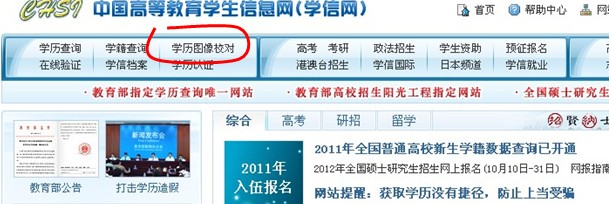 CHSI 中国高等教育学生信息网(学信网) 首页 帮助中心
学历查询 学籍查询 学历图像校对 高考 考研 政法招生 学生资助 预征报名
在线验证 学信档案 学历认证 港澳台招生 学信国际 日本频道 学信就业
·教育部指定学历查询唯一网站 ·教育部高校招生阳光工程指定网站 ·全国硕士研究生招
综合 高考 研招 留学
新闻发布会
教育部公告 打击学历造假
2011年
入伍报名
2011年全国普通高校新生学籍数据查询已开通
2012年全国硕士研究生招生网上报名(10月10日-31日) 网报指南
网站提醒：获取学历没有捷径，防止上当受骗